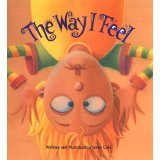 The Way I Feel
Written and Illustrated by Janan Cain